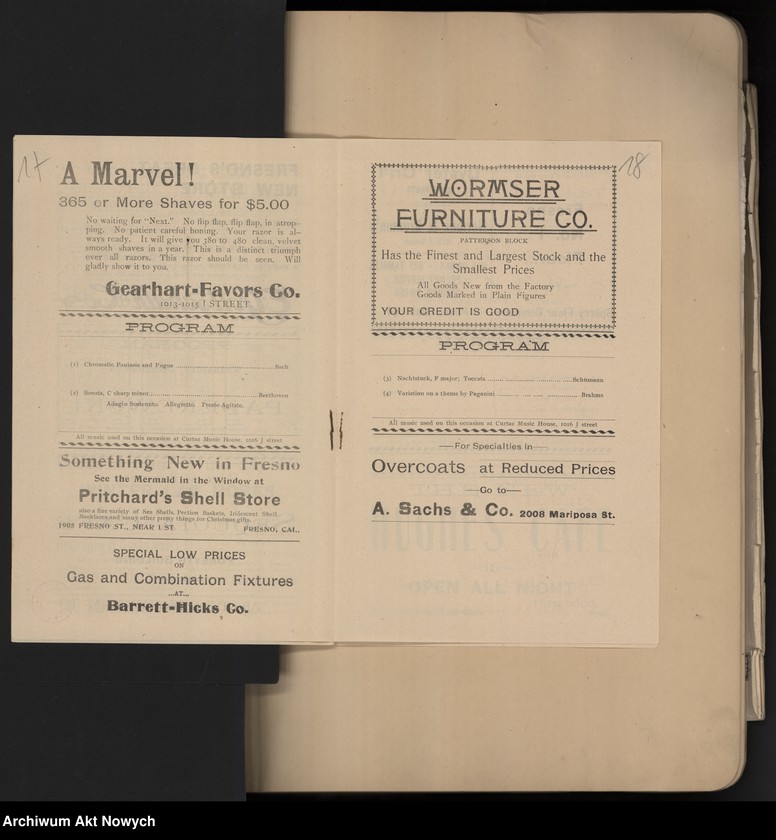 17
A Marvel!
365 or More Shaves for $5.00
No waiting for "Next." No flip flap, flip flap, in strop-
ping. No patient careful honing. Your razor is al-
ways ready. It will give you 380 to 480 clean, velvet
smooth shaves in a year. This is a distinct triumph
over all razors. This razor should be seen. Will
gladly show it to you.
Gearhart-Favors Co.
1013-1015 I STREET
PROGRAM
(1) Chromatic Fantasie and Fugue Bach
(2) Sonata, C sharp minor Beethoven
Adagio Sostenuto. Allegretto. Presto Agitato.
All music used on this occasion at Curtaz Music House, 1026 J street
Something New in Fresno
See the Mermaid in the Window at
Pritchard's Shell Store
also a fine variety of Sea Shells, Pection Baskets, Iridescent Shell
Necklaces and many other pretty things for Christmas gifts.
1908 FRESNO ST., NEAR I ST. FRESNO, CAL.
SPECIAL LOW PRICES
ON
Gas and Combination Fixtures
...AT...
Barrett-Hicks Co.
18
WORMSER
FURNITURE CO.
PATTERSON BLOCK
Has the Finest and Largest Stock and the
Smallest Prices
All Goods New from the Factory
Goods Marked in Plain Figures
YOUR CREDIT IS GOOD
PROGRAM
(3) Nachtstuck, F major; Toccata Schumann
(4) Variation on a theme by Paganini Brahms
All music used on this occasion at Curtaz Music House, 1026 J street
—For Specialties in—
Overcoats at Reduced Prices
—Go to—
A. Sachs & Co. 2008 Mariposa St.
HUGHES CAFE
OPEN ALL NIGHT
Archiwum Akt Nowych